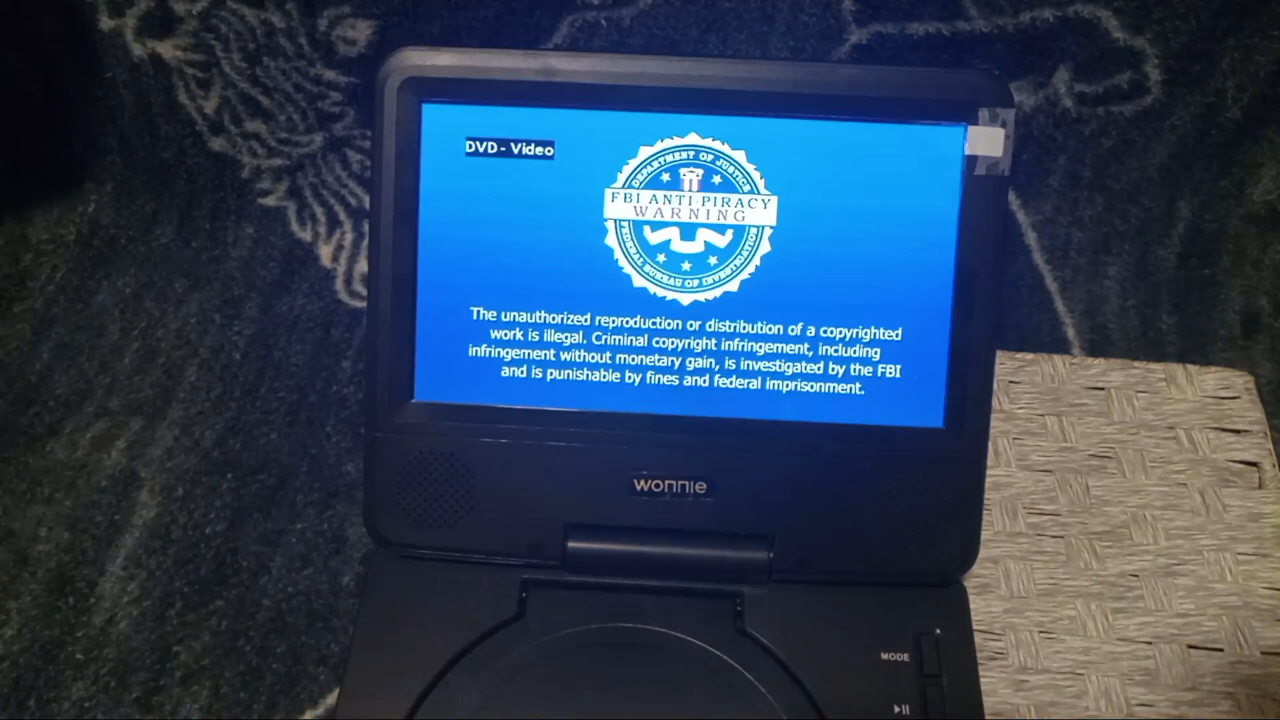 DVD - Video
DEPARTMENT OF JUSTICE
FBI ANTI-PIRACY
WARNING
FEDERAL BUREAU OF INVESTIGATION
The unauthorized reproduction or distribution of a copyrighted
work is illegal. Criminal copyright infringement, including
infringement without monetary gain, is investigated by the FBI
and is punishable by fines and federal imprisonment.
wonnie
MODE